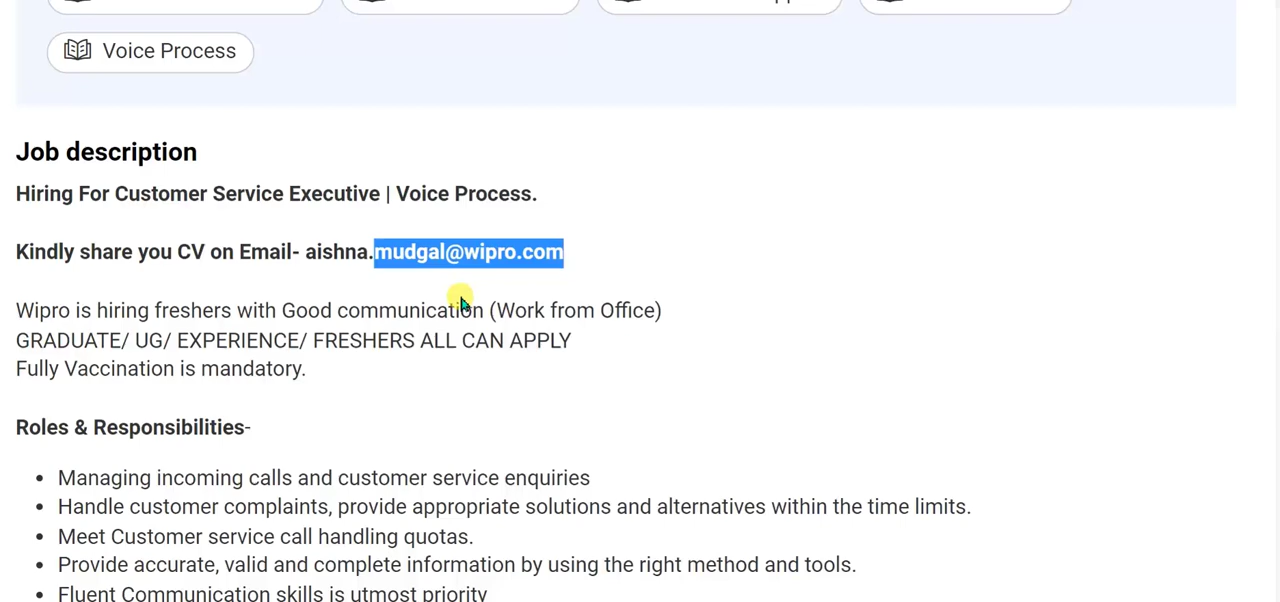 Voice Process
Job description
Hiring For Customer Service Executive | Voice Process.
Kindly share you CV on Email- aishna.mudgal@wipro.com
Wipro is hiring freshers with Good communication (Work from Office)
GRADUATE/ UG/ EXPERIENCE/ FRESHERS ALL CAN APPLY
Fully Vaccination is mandatory.
Roles & Responsibilities-
• Managing incoming calls and customer service enquiries
• Handle customer complaints, provide appropriate solutions and alternatives within the time limits.
• Meet Customer service call handling quotas.
• Provide accurate, valid and complete information by using the right method and tools.
• Fluent Communication skills is utmost priority